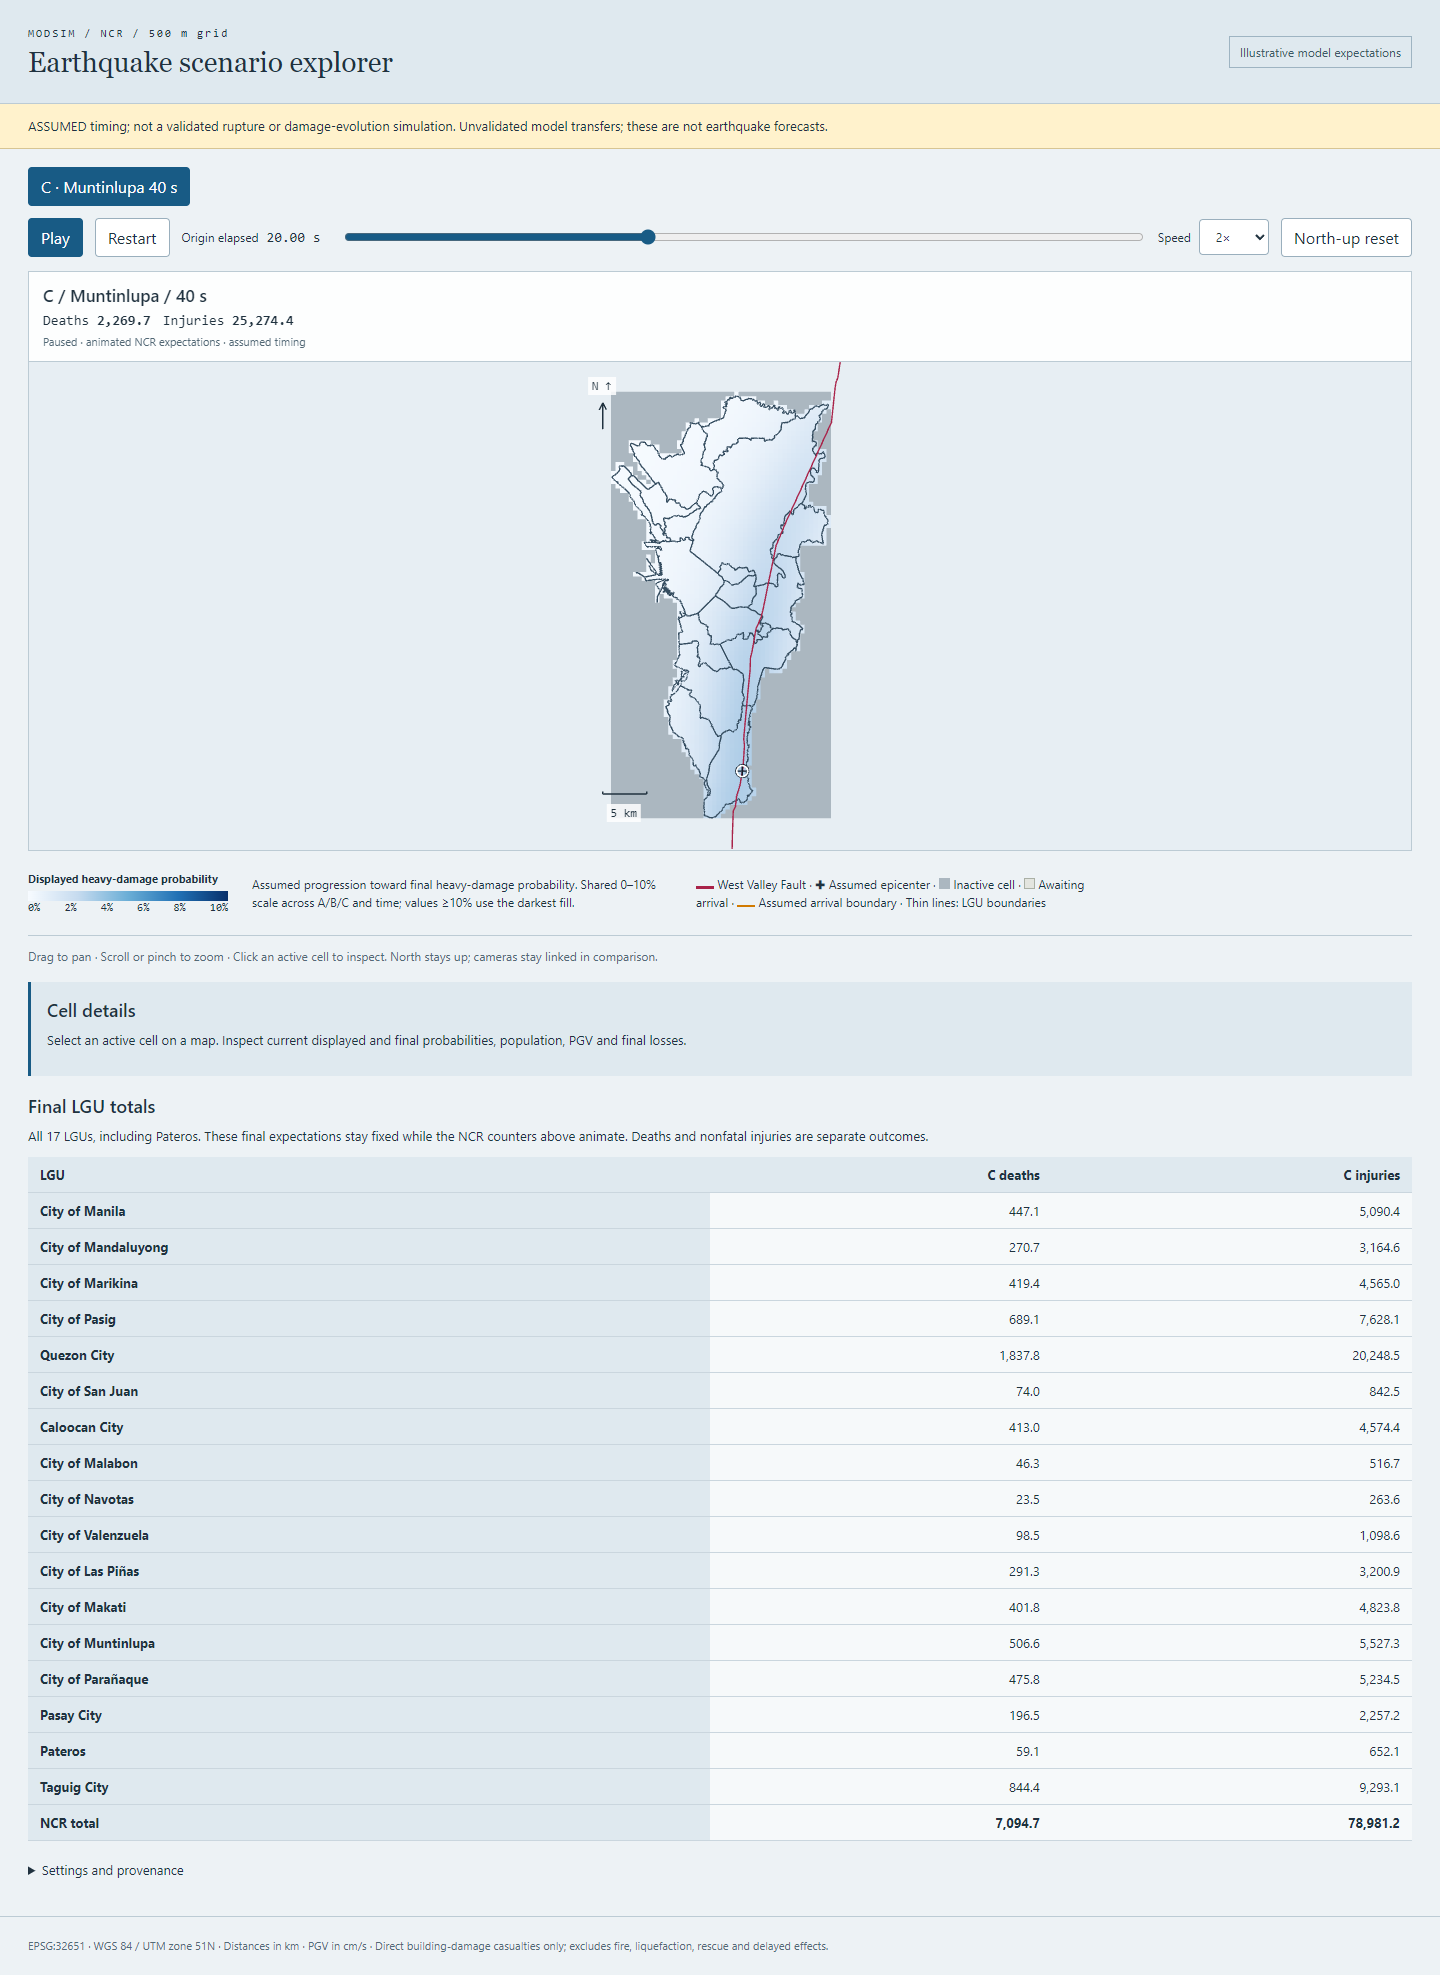 MODSIM / NCR / 500 m grid
Earthquake scenario explorer
Illustrative model expectations
ASSUMED timing; not a validated rupture or damage-evolution simulation. Unvalidated model transfers; these are not earthquake forecasts.
C · Muntinlupa 40 s
Play Restart Origin elapsed 20.00 s Speed 2× North-up reset
C / Muntinlupa / 40 s
Deaths 2,269.7 Injuries 25,274.4
Paused · animated NCR expectations · assumed timing
N ↑
5 km
Displayed heavy-damage probability
0% 2% 4% 6% 8% 10%
Assumed progression toward final heavy-damage probability. Shared 0–10%
scale across A/B/C and time; values ≥10% use the darkest fill.
West Valley Fault · ✚ Assumed epicenter · Inactive cell · Awaiting
arrival · Assumed arrival boundary · Thin lines: LGU boundaries
Drag to pan · Scroll or pinch to zoom · Click an active cell to inspect. North stays up; cameras stay linked in comparison.
Cell details
Select an active cell on a map. Inspect current displayed and final probabilities, population, PGV and final losses.
Final LGU totals
All 17 LGUs, including Pateros. These final expectations stay fixed while the NCR counters above animate. Deaths and nonfatal injuries are separate outcomes.
LGU C deaths C injuries
City of Manila 447.1 5,090.4
City of Mandaluyong 270.7 3,164.6
City of Marikina 419.4 4,565.0
City of Pasig 689.1 7,628.1
Quezon City 1,837.8 20,248.5
City of San Juan 74.0 842.5
Caloocan City 413.0 4,574.4
City of Malabon 46.3 516.7
City of Navotas 23.5 263.6
City of Valenzuela 98.5 1,098.6
City of Las Piñas 291.3 3,200.9
City of Makati 401.8 4,823.8
City of Muntinlupa 506.6 5,527.3
City of Parañaque 475.8 5,234.5
Pasay City 196.5 2,257.2
Pateros 59.1 652.1
Taguig City 844.4 9,293.1
NCR total 7,094.7 78,981.2
▶ Settings and provenance
EPSG:32651 · WGS 84 / UTM zone 51N · Distances in km · PGV in cm/s · Direct building-damage casualties only; excludes fire, liquefaction, rescue and delayed effects.